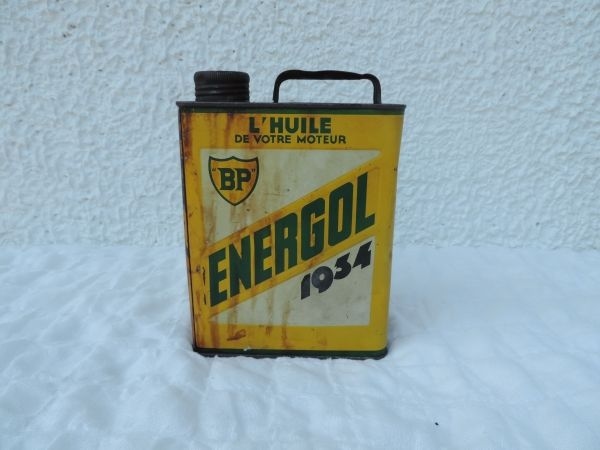 L'HUILE
DE VOTRE MOTEUR
"BP"
ENERGOL
1934